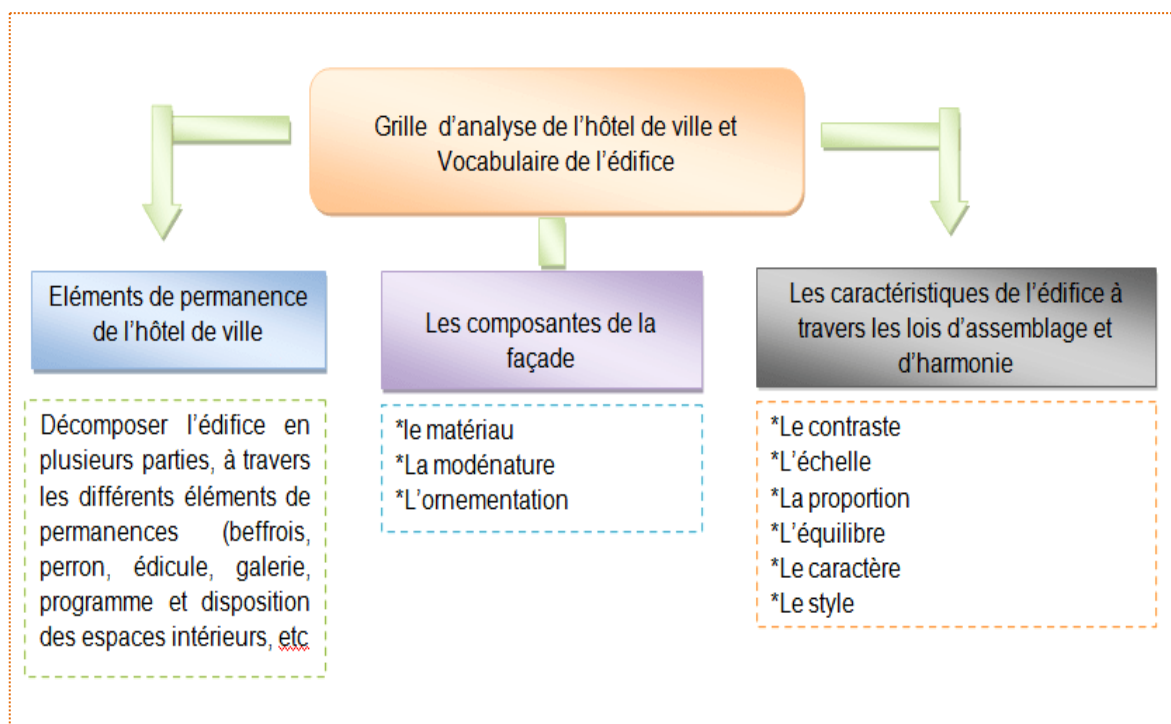 Grille d’analyse de l’hôtel de ville et
Vocabulaire de l’édifice
Eléments de permanence
de l’hôtel de ville
Décomposer l’édifice en
plusieurs parties, à travers
les différents éléments de
permanences (beffrois,
perron, édicule, galerie,
programme et disposition
des espaces intérieurs, etc
Les composantes de la
façade
*le matériau
*La modénature
*L’ornementation
Les caractéristiques de l’édifice à
travers les lois d’assemblage et
d’harmonie
*Le contraste
*L’échelle
*La proportion
*L’équilibre
*Le caractère
*Le style